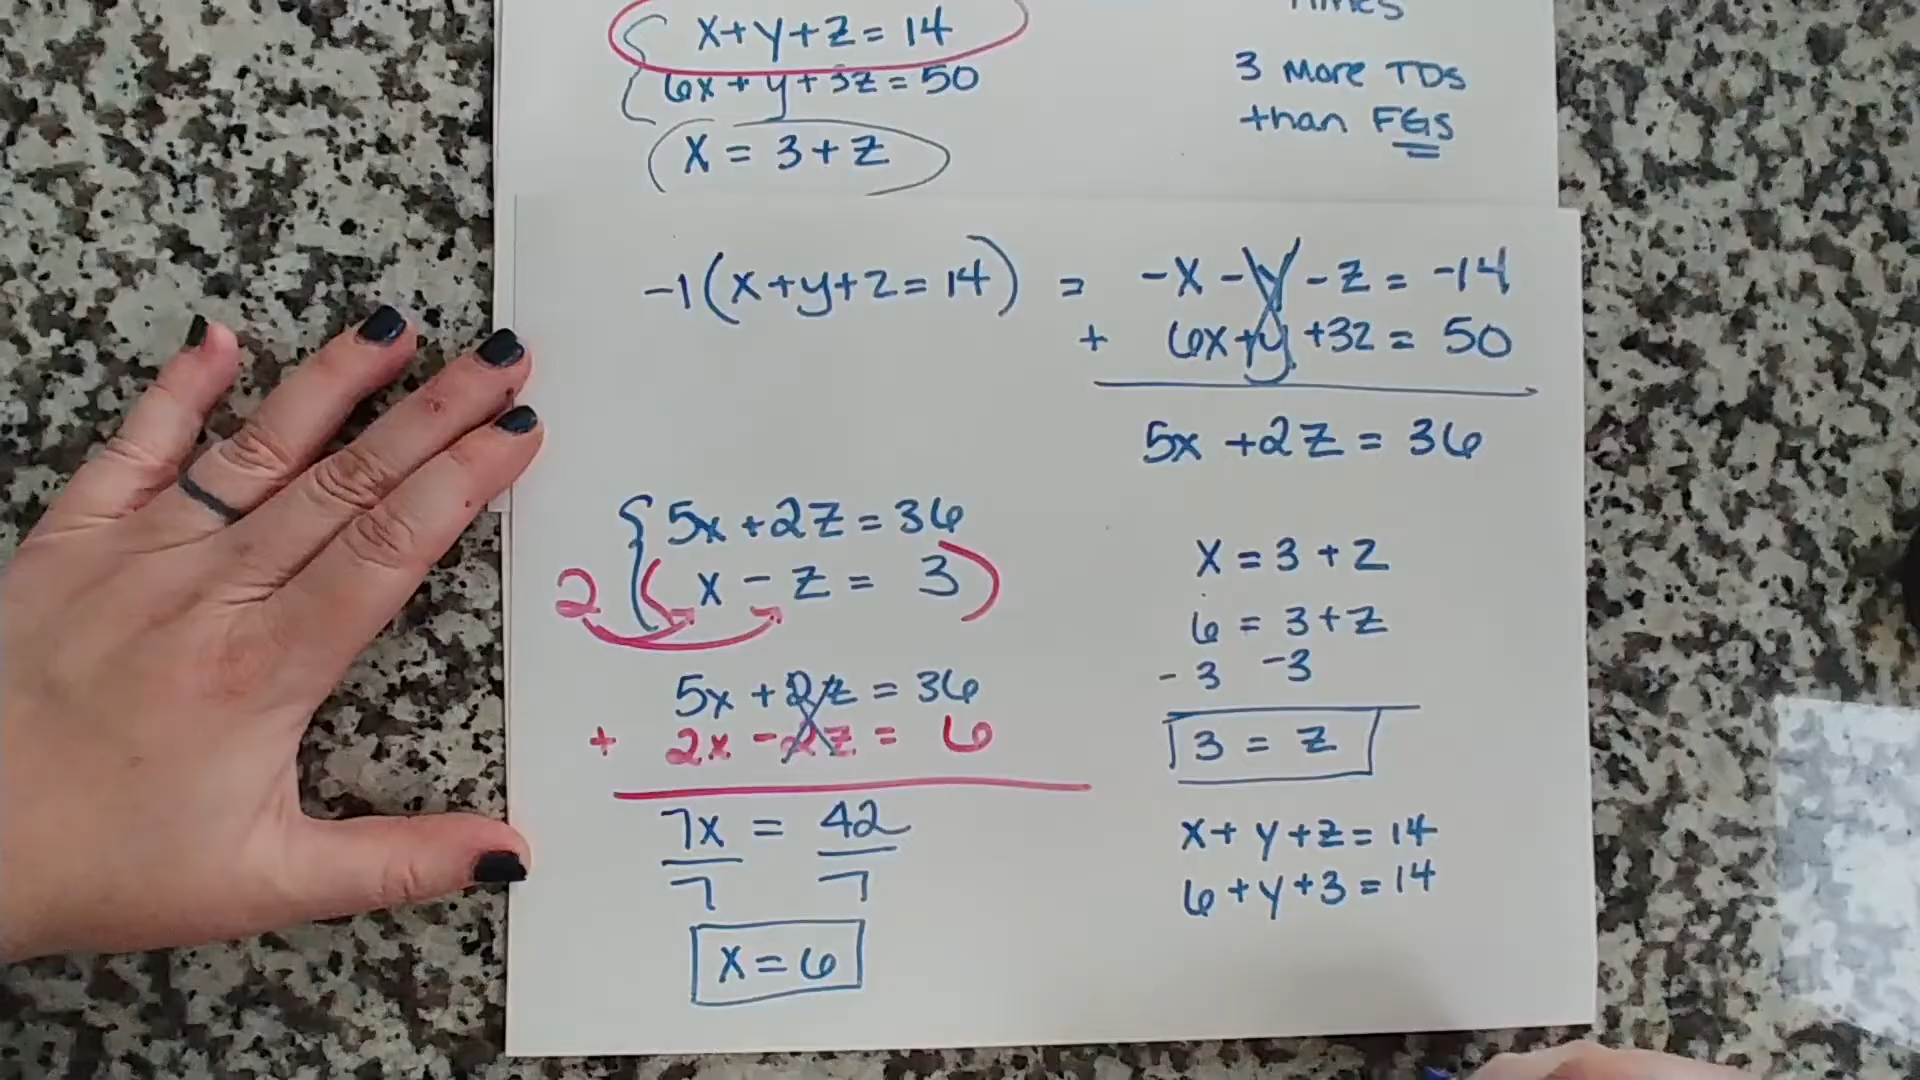 x+y+z=14
6x+y+3z=50
x=3+z
3 more TDs
than FGs
-1(x+y+z=14) = -x-y-z=-14
+ 6x+y+3z=50
5x+2z=36
5x+2z=36
2(x-z=3)
5x+2z=36
+ 2x-2z=6
7x=42
7 7
x=6
x=3+z
6=3+z
-3 -3
3=z
x+y+z=14
6+y+3=14